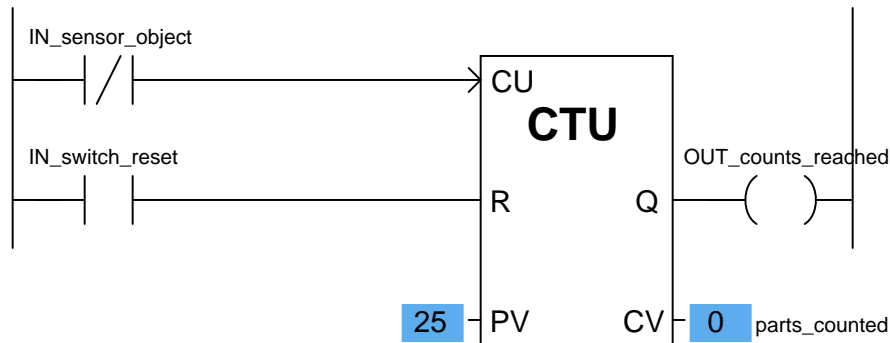 IN_sensor_object
CU
CTU
IN_switch_reset
OUT_counts_reached
R
Q
25
PV
CV
0
parts_counted